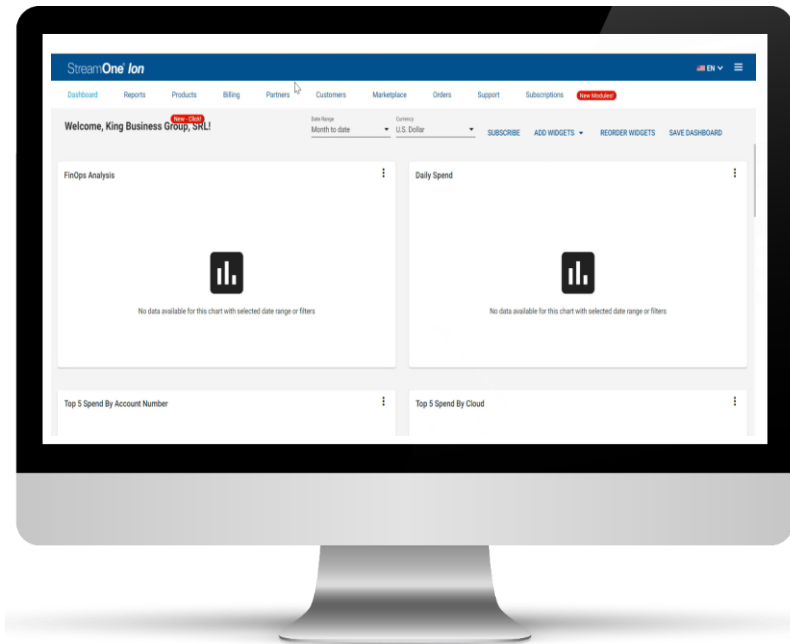 StreamOne® Ion
EN
Dashboard Reports Products Billing Partners Customers Marketplace Orders Support Subscriptions New Modules!
New - Click!
Welcome, King Business Group, SRL!
Date Range
Month to date
Currency
U.S. Dollar
SUBSCRIBE ADD WIDGETS REORDER WIDGETS SAVE DASHBOARD
FinOps Analysis
No data available for this chart with selected date range or filters
Daily Spend
No data available for this chart with selected date range or filters
Top 5 Spend By Account Number
Top 5 Spend By Cloud